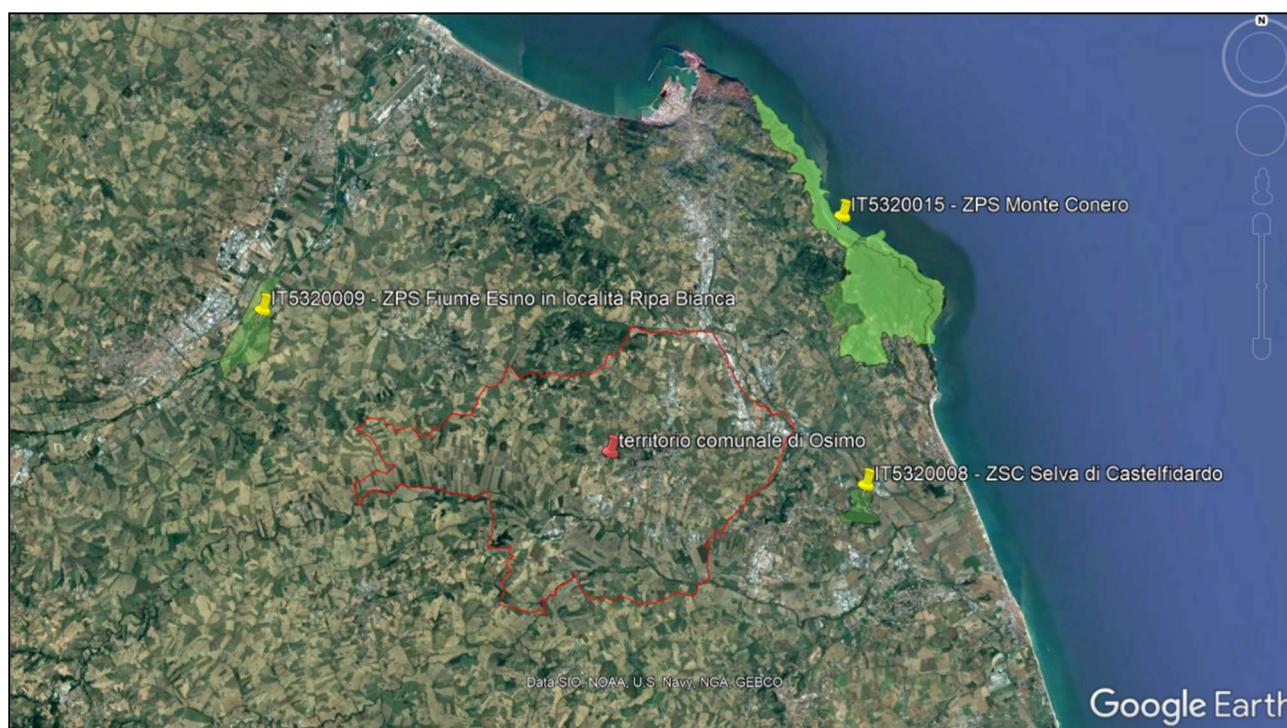 N
IT5320015 - ZPS Monte Conero
IT5320009 - ZPS Fiume Esino in località Ripa Bianca
territorio comunale di Osimo
IT5320008 - ZSC Selva di Castelfidardo
Data SIO, NOAA, U.S. Navy, NGA, GEBCO
Google Earth